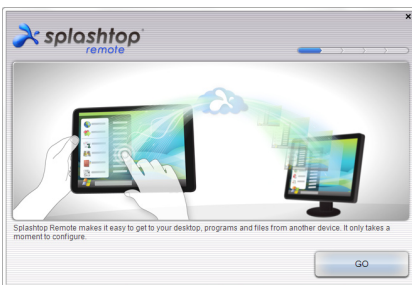 splashtop
remote
Splashtop Remote makes it easy to get to your desktop, programs and files from another device. It only takes a
moment to configure.
GO